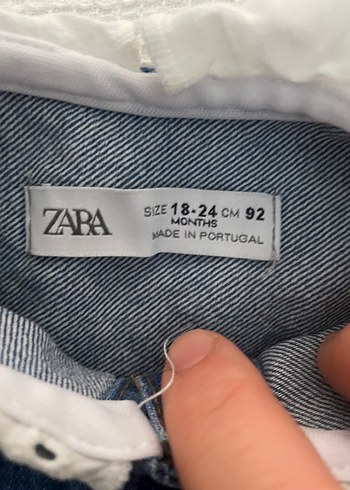 ZARA
SIZE 18-24 CM 92
MONTHS
MADE IN PORTUGAL